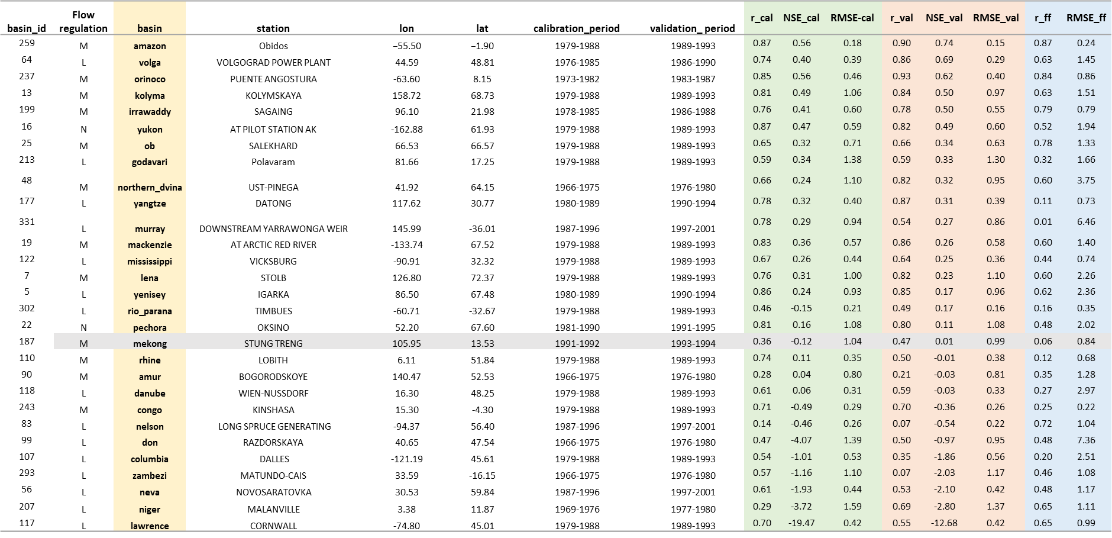 basin_id Flow regulation basin station lon lat calibration_period validation_period r_cal NSE_cal RMSE-cal r_val NSE_val RMSE_val r_ff RMSE_ff
259 M amazon Obidos −55.50 −1.90 1979-1988 1989-1993 0.87 0.56 0.18 0.90 0.74 0.15 0.87 0.24
64 L volga VOLGOGRAD POWER PLANT 44.59 48.81 1976-1985 1986-1990 0.74 0.40 0.39 0.86 0.69 0.29 0.63 1.45
237 M orinoco PUENTE ANGOSTURA -63.60 8.15 1973-1982 1983-1987 0.85 0.56 0.46 0.93 0.62 0.40 0.84 0.86
13 M kolyma KOLYMSKAYA 158.72 68.73 1979-1988 1989-1993 0.81 0.49 1.06 0.84 0.50 0.97 0.63 1.51
199 M irrawaddy SAGAING 96.10 21.98 1978-1985 1986-1988 0.76 0.41 0.60 0.78 0.50 0.55 0.79 0.79
16 N yukon AT PILOT STATION AK -162.88 61.93 1979-1988 1989-1993 0.87 0.47 0.59 0.82 0.49 0.60 0.52 1.94
25 M ob SALEKHARD 66.53 66.57 1979-1988 1989-1993 0.65 0.32 0.71 0.66 0.34 0.63 0.78 1.33
213 L godavari Polavaram 81.66 17.25 1979-1988 1989-1993 0.59 0.34 1.38 0.59 0.33 1.30 0.32 1.66
48 M northern_dvina UST-PINEGA 41.92 64.15 1966-1975 1976-1980 0.66 0.24 1.10 0.82 0.32 0.95 0.60 3.75
177 L yangtze DATONG 117.62 30.77 1980-1989 1990-1994 0.78 0.32 0.40 0.87 0.31 0.39 0.11 0.73
331 L murray DOWNSTREAM YARRAWONGA WEIR 145.99 -36.01 1987-1996 1997-2001 0.78 0.29 0.94 0.54 0.27 0.86 0.01 6.46
19 M mackenzie AT ARCTIC RED RIVER -133.74 67.52 1979-1988 1989-1993 0.83 0.36 0.57 0.86 0.26 0.58 0.60 1.40
122 L mississippi VICKSBURG -90.91 32.32 1979-1988 1989-1993 0.67 0.26 0.44 0.64 0.25 0.36 0.44 0.74
7 M lena STOLB 126.80 72.37 1979-1988 1989-1993 0.76 0.31 1.00 0.82 0.23 1.10 0.60 2.26
5 L yenisey IGARKA 86.50 67.48 1980-1989 1990-1994 0.86 0.24 0.93 0.85 0.17 0.96 0.62 2.36
302 L rio_parana TIMBUES -60.71 -32.67 1979-1988 1989-1993 0.46 -0.15 0.21 0.49 0.17 0.16 0.16 0.35
22 N pechora OKSINO 52.20 67.60 1981-1990 1991-1995 0.81 0.16 1.08 0.80 0.11 1.08 0.48 2.02
187 M mekong STUNG TRENG 105.95 13.53 1991-1992 1993-1994 0.36 -0.12 1.04 0.47 0.01 0.99 0.06 0.84
110 M rhine LOBITH 6.11 51.84 1979-1988 1989-1993 0.74 0.11 0.35 0.50 -0.01 0.38 0.12 0.68
90 M amur BOGORODSKOYE 140.47 52.53 1966-1975 1976-1980 0.28 0.04 0.80 0.21 -0.03 0.81 0.35 1.28
118 L danube WIEN-NUSSDORF 16.30 48.25 1979-1988 1989-1993 0.61 0.06 0.31 0.59 -0.03 0.33 0.27 2.97
243 M congo KINSHASA 15.30 -4.30 1979-1988 1989-1993 0.71 -0.49 0.29 0.70 -0.36 0.26 0.25 0.22
83 L nelson LONG SPRUCE GENERATING -94.37 56.40 1987-1996 1997-2001 0.14 -0.46 0.26 0.07 -0.54 0.22 0.72 1.04
99 L don RAZDORSKAYA 40.65 47.54 1966-1975 1976-1980 0.47 -4.07 1.39 0.50 -0.97 0.95 0.48 7.36
107 L columbia DALLES -121.19 45.61 1979-1988 1989-1993 0.54 -1.01 0.53 0.35 -1.86 0.56 0.20 2.51
293 L zambezi MATUNDO-CAIS 33.59 -16.15 1966-1975 1976-1980 0.57 -1.16 1.10 0.07 -2.03 1.17 0.46 1.08
56 L neva NOVOSARATOVKA 30.53 59.84 1987-1996 1997-2001 0.61 -1.93 0.44 0.53 -2.10 0.42 0.48 1.17
207 L niger MALANVILLE 3.38 11.87 1969-1976 1977-1980 0.29 -3.72 1.59 0.69 -2.80 1.37 0.65 1.11
117 L lawrence CORNWALL -74.80 45.01 1979-1988 1989-1993 0.70 -19.47 0.42 0.55 -12.68 0.42 0.65 0.99